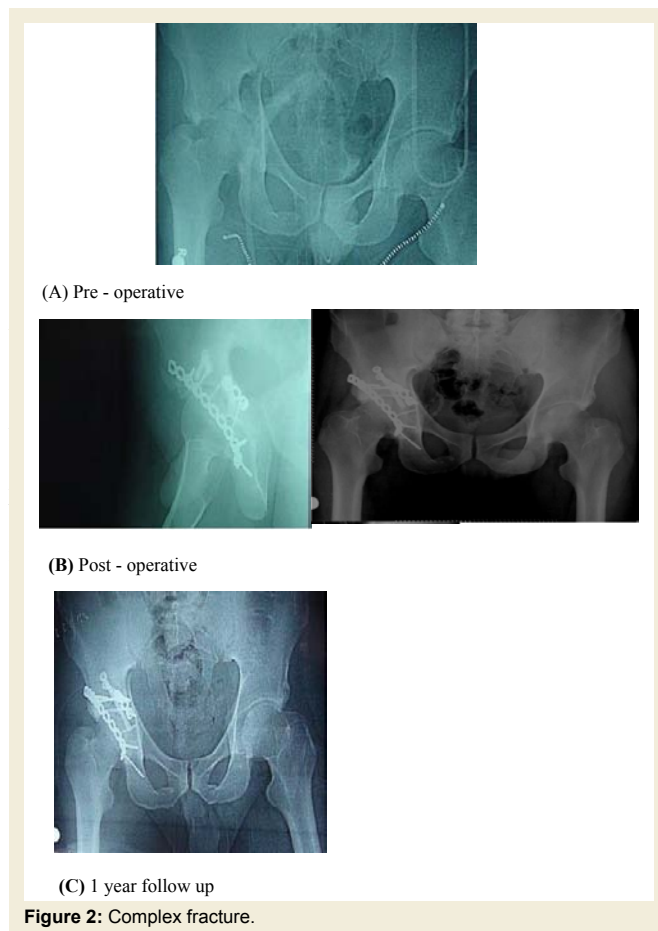 (A) Pre - operative
(B) Post - operative
(C) 1 year follow up
Figure 2: Complex fracture.